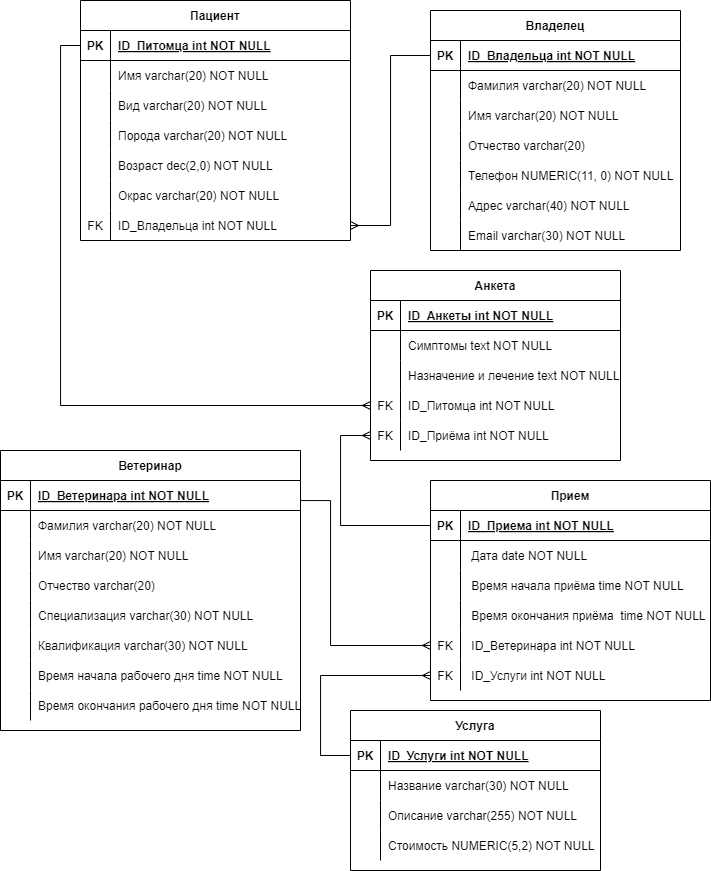 Пациент
PK ID_Питомца int NOT NULL
Имя varchar(20) NOT NULL
Вид varchar(20) NOT NULL
Порода varchar(20) NOT NULL
Возраст dec(2,0) NOT NULL
Окрас varchar(20) NOT NULL
FK ID_Владельца int NOT NULL
Владелец
PK ID_Владельца int NOT NULL
Фамилия varchar(20) NOT NULL
Имя varchar(20) NOT NULL
Отчество varchar(20)
Телефон NUMERIC(11, 0) NOT NULL
Адрес varchar(40) NOT NULL
Email varchar(30) NOT NULL
Анкета
PK ID_Анкеты int NOT NULL
Симптомы text NOT NULL
Назначение и лечение text NOT NULL
FK ID_Питомца int NOT NULL
FK ID_Приёма int NOT NULL
Ветеринар
PK ID_Ветеринара int NOT NULL
Фамилия varchar(20) NOT NULL
Имя varchar(20) NOT NULL
Отчество varchar(20)
Специализация varchar(30) NOT NULL
Квалификация varchar(30) NOT NULL
Время начала рабочего дня time NOT NULL
Время окончания рабочего дня time NOT NULL
Прием
PK ID_Приема int NOT NULL
Дата date NOT NULL
Время начала приёма time NOT NULL
Время окончания приёма time NOT NULL
FK ID_Ветеринара int NOT NULL
FK ID_Услуги int NOT NULL
Услуга
PK ID_Услуги int NOT NULL
Название varchar(30) NOT NULL
Описание varchar(255) NOT NULL
Стоимость NUMERIC(5,2) NOT NULL